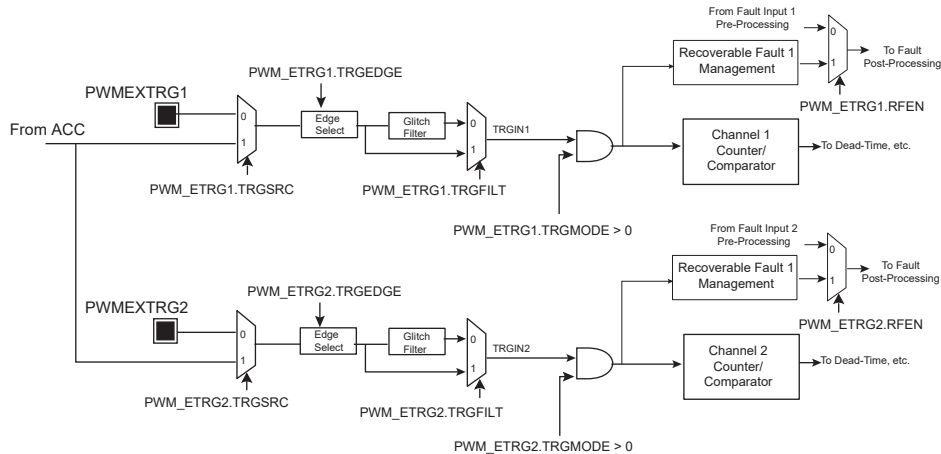 From Fault Input 1
Pre-Processing
0
1
To Fault
Post-Processing
PWM_ETRG1.RFEN
Recoverable Fault 1
Management
PWM_ETRG1.TRGEDGE
PWMEXTRG1
From ACC
0
1
Edge
Select
Glitch
Filter
0
1
TRGIN1
Channel 1
Counter/
Comparator
To Dead-Time, etc.
PWM_ETRG1.TRGSRC
PWM_ETRG1.TRGFILT
PWM_ETRG1.TRGMODE > 0
From Fault Input 2
Pre-Processing
0
1
To Fault
Post-Processing
PWM_ETRG2.RFEN
Recoverable Fault 1
Management
PWM_ETRG2.TRGEDGE
PWMEXTRG2
0
1
Edge
Select
Glitch
Filter
0
1
TRGIN2
Channel 2
Counter/
Comparator
To Dead-Time, etc.
PWM_ETRG2.TRGSRC
PWM_ETRG2.TRGFILT
PWM_ETRG2.TRGMODE > 0